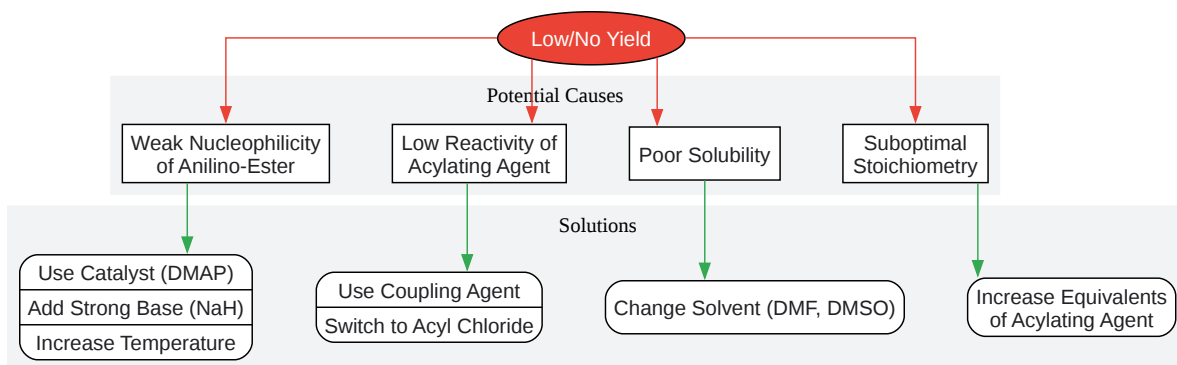 Low/No Yield
Potential Causes
Weak Nucleophilicity
of Anilino-Ester
Low Reactivity of
Acylating Agent
Poor Solubility
Suboptimal
Stoichiometry
Solutions
Use Catalyst (DMAP)
Add Strong Base (NaH)
Increase Temperature
Use Coupling Agent
Switch to Acyl Chloride
Change Solvent (DMF, DMSO)
Increase Equivalents
of Acylating Agent